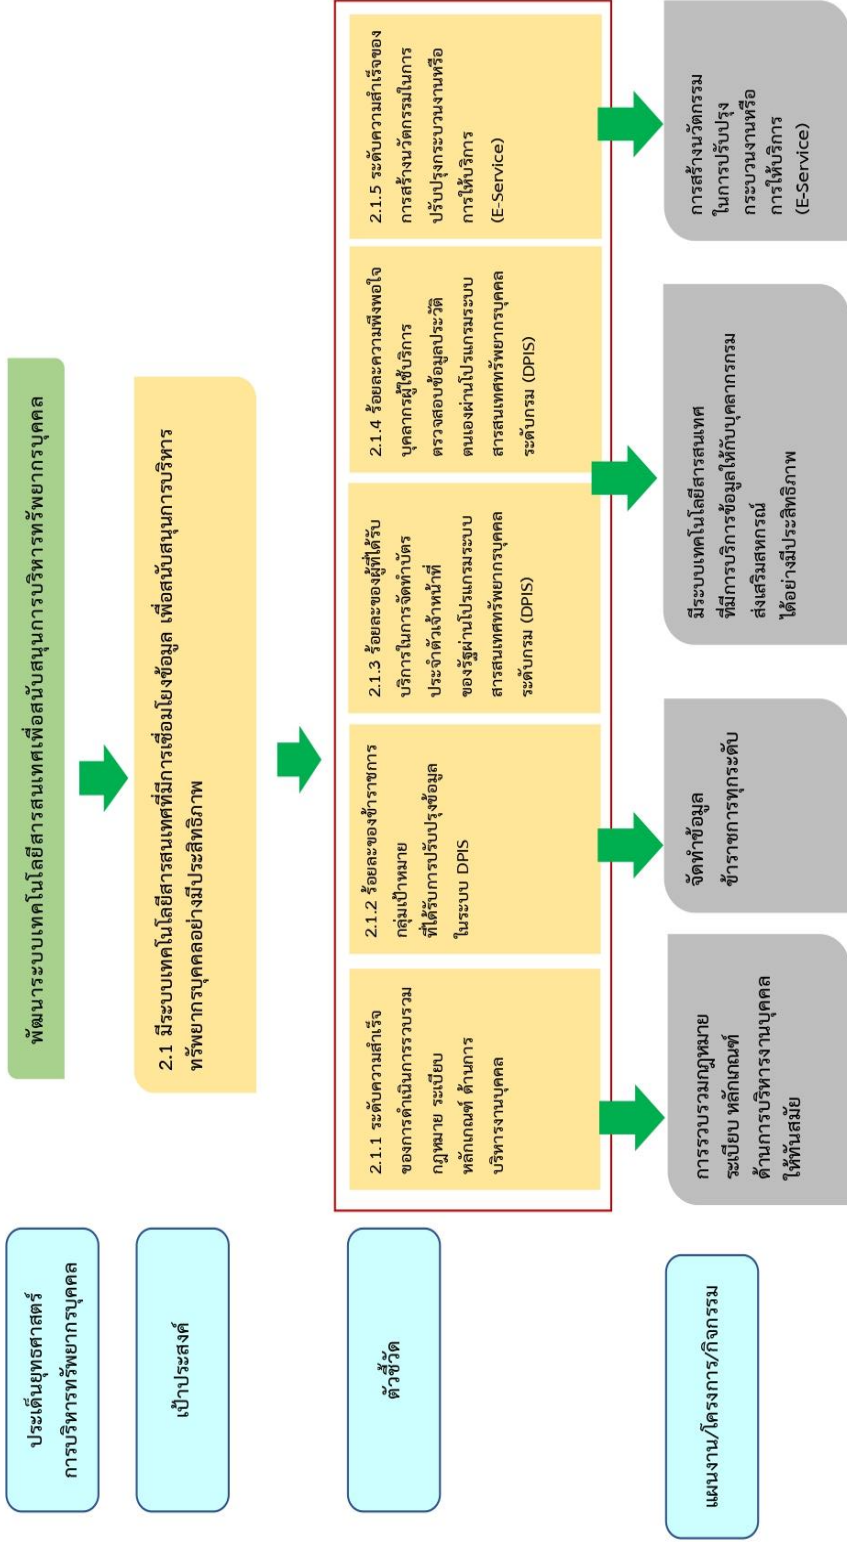 ประเด็นยุทธศาสตร์
การบริหารทรัพยากรบุคคล
พัฒนาระบบเทคโนโลยีสารสนเทศเพื่อสนับสนุนการบริหารทรัพยากรบุคคล
เป้าประสงค์
2.1 มีระบบเทคโนโลยีสารสนเทศที่มีการเชื่อมโยงข้อมูล เพื่อสนับสนุนการบริหาร
ทรัพยากรบุคคลอย่างมีประสิทธิภาพ
ตัวชี้วัด
2.1.1 ระดับความสำเร็จ
ของการดำเนินการรวบรวม
กฎหมาย ระเบียบ
หลักเกณฑ์ ด้านการ
บริหารงานบุคคล
2.1.2 ร้อยละของข้าราชการ
กลุ่มเป้าหมาย
ที่ได้รับการปรับปรุงข้อมูล
ในระบบ DPIS
2.1.3 ร้อยละของผู้ที่ได้รับ
บริการในการจัดทำบัตร
ประจำตัวเจ้าหน้าที่
ของรัฐผ่านโปรแกรมระบบ
สารสนเทศทรัพยากรบุคคล
ระดับกรม (DPIS)
2.1.4 ร้อยละความพึงพอใจ
บุคลากรผู้ใช้บริการ
ตรวจสอบข้อมูลประวัติ
ตนเองผ่านโปรแกรมระบบ
สารสนเทศทรัพยากรบุคคล
ระดับกรม (DPIS)
2.1.5 ระดับความสำเร็จของ
การสร้างนวัตกรรมในการ
ปรับปรุงกระบวนงานหรือ
การให้บริการ
(E-Service)
แผนงาน/โครงการ/กิจกรรม
การรวบรวมกฎหมาย
ระเบียบ หลักเกณฑ์
ด้านการบริหารงานบุคคล
ให้ทันสมัย
จัดทำข้อมูล
ข้าราชการทุกระดับ
มีระบบเทคโนโลยีสารสนเทศ
ที่มีการบริการข้อมูลให้กับบุคลากรกรม
ส่งเสริมสหกรณ์
ได้อย่างมีประสิทธิภาพ
การสร้างนวัตกรรม
ในการปรับปรุง
กระบวนงานหรือ
การให้บริการ
(E-Service)